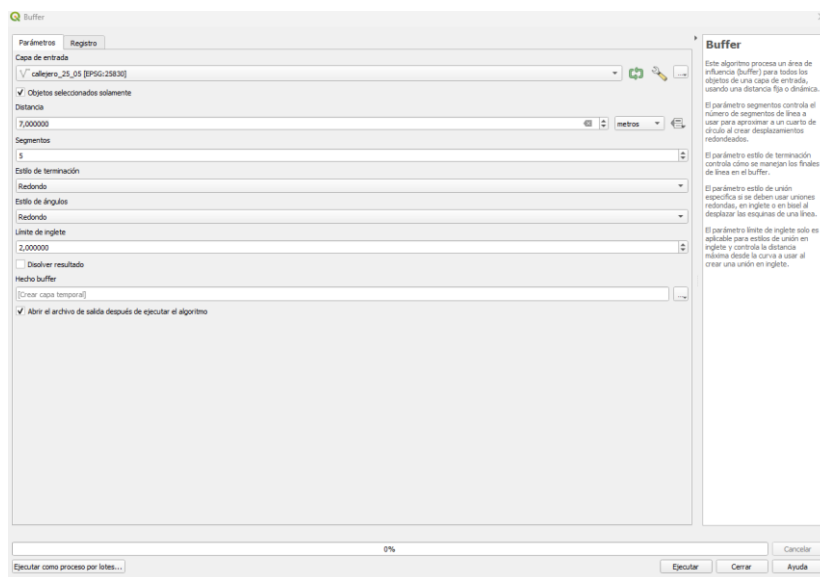 Buffer
Parámetros Registro
Capa de entrada
callejero_25_05 [EPSG:25830]
Objetos seleccionados solamente
Distancia
7,000000 metros
Segmentos
5
Estilo de terminación
Redondo
Estilo de ángulos
Redondo
Límite de inglete
2,000000
Disolver resultado
Hecho buffer
[Crear capa temporal]
Abrir el archivo de salida después de ejecutar el algoritmo
Buffer
Este algoritmo procesa un área de
influencia (buffer) para todos los
objetos de una capa de entrada,
usando una distancia fija o dinámica.
El parámetro segmentos controla el
número de segmentos de línea a
usar para aproximar a un cuarto de
círculo al crear desplazamientos
redondeados.
El parámetro estilo de terminación
controla cómo se manejan los finales
de línea en el buffer.
El parámetro estilo de unión
especifica si se deben usar uniones
redondas, en inglete o en bisel al
desplazar las esquinas de una línea.
El parámetro límite de inglete solo es
aplicable para estilos de unión en
inglete y controla la distancia
máxima desde la curva a usar al
crear una unión en inglete.
0%
Cancelar
Ejecutar como proceso por lotes...
Ejecutar Cerrar Ayuda